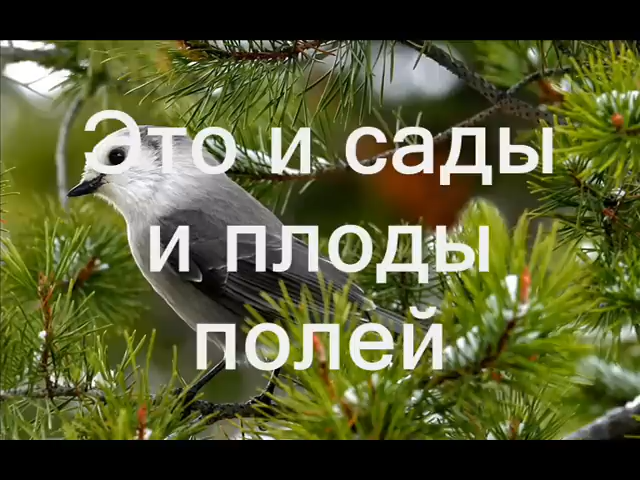 Это и сады
и плоды
полей